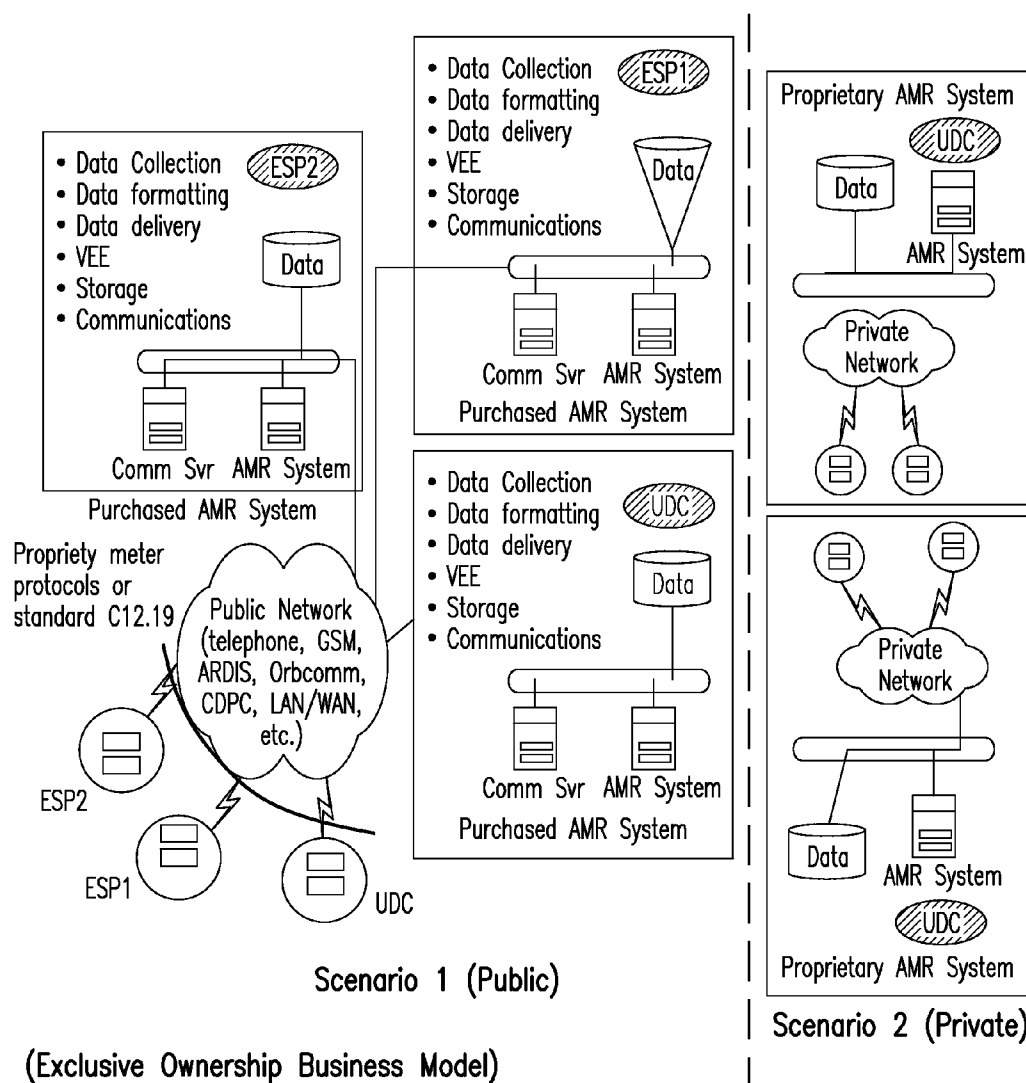 • Data Collection
• Data formatting
• Data delivery
• VEE
• Storage
• Communications
ESP2
Data
Comm Svr
AMR System
Purchased AMR System
• Data Collection
• Data formatting
• Data delivery
• VEE
• Storage
• Communications
ESP1
Data
Comm Svr
AMR System
Purchased AMR System
• Data Collection
• Data formatting
• Data delivery
• VEE
• Storage
• Communications
UDC
Data
Comm Svr
AMR System
Purchased AMR System
Propriety meter
protocols or
standard C12.19
Public Network
(telephone, GSM,
ARDIS, Orbcomm,
CDPC, LAN/WAN,
etc.)
ESP2
ESP1
UDC
Scenario 1 (Public)
(Exclusive Ownership Business Model)
Proprietary AMR System
UDC
Data
AMR System
Private
Network
Private
Network
Data
AMR System
UDC
Proprietary AMR System
Scenario 2 (Private)